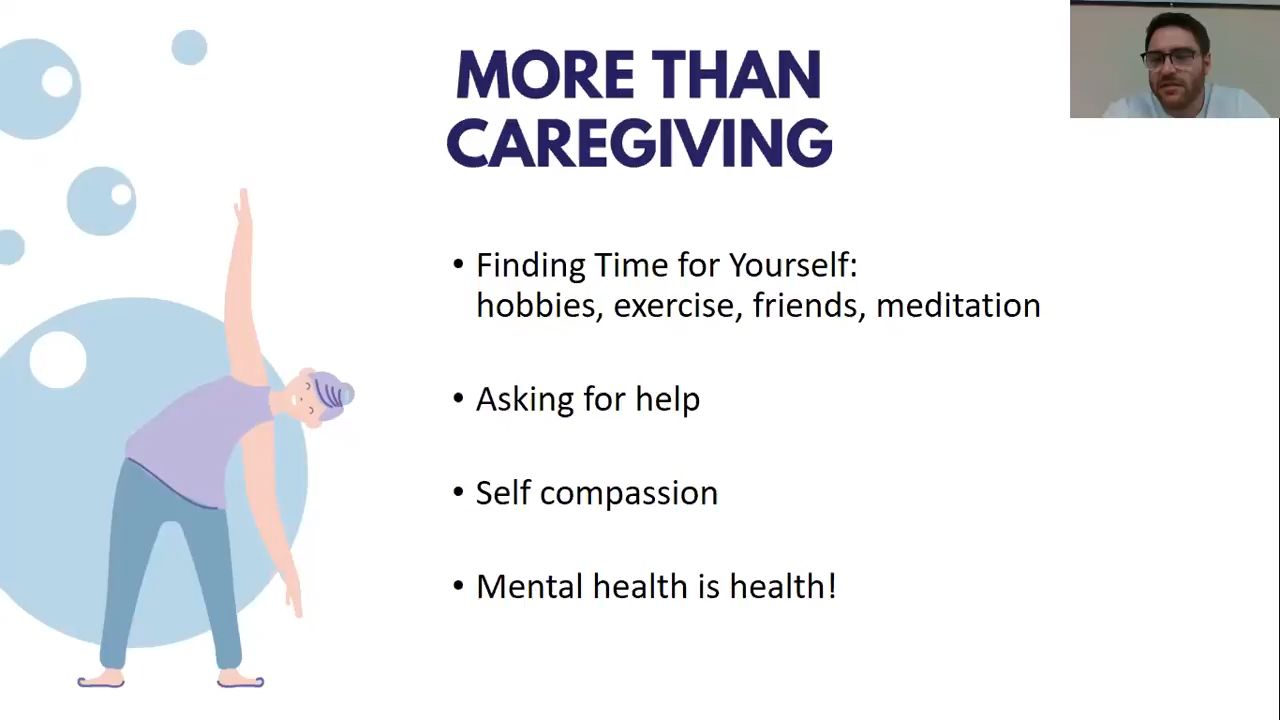 MORE THAN
CAREGIVING
• Finding Time for Yourself:
hobbies, exercise, friends, meditation
• Asking for help
• Self compassion
• Mental health is health!